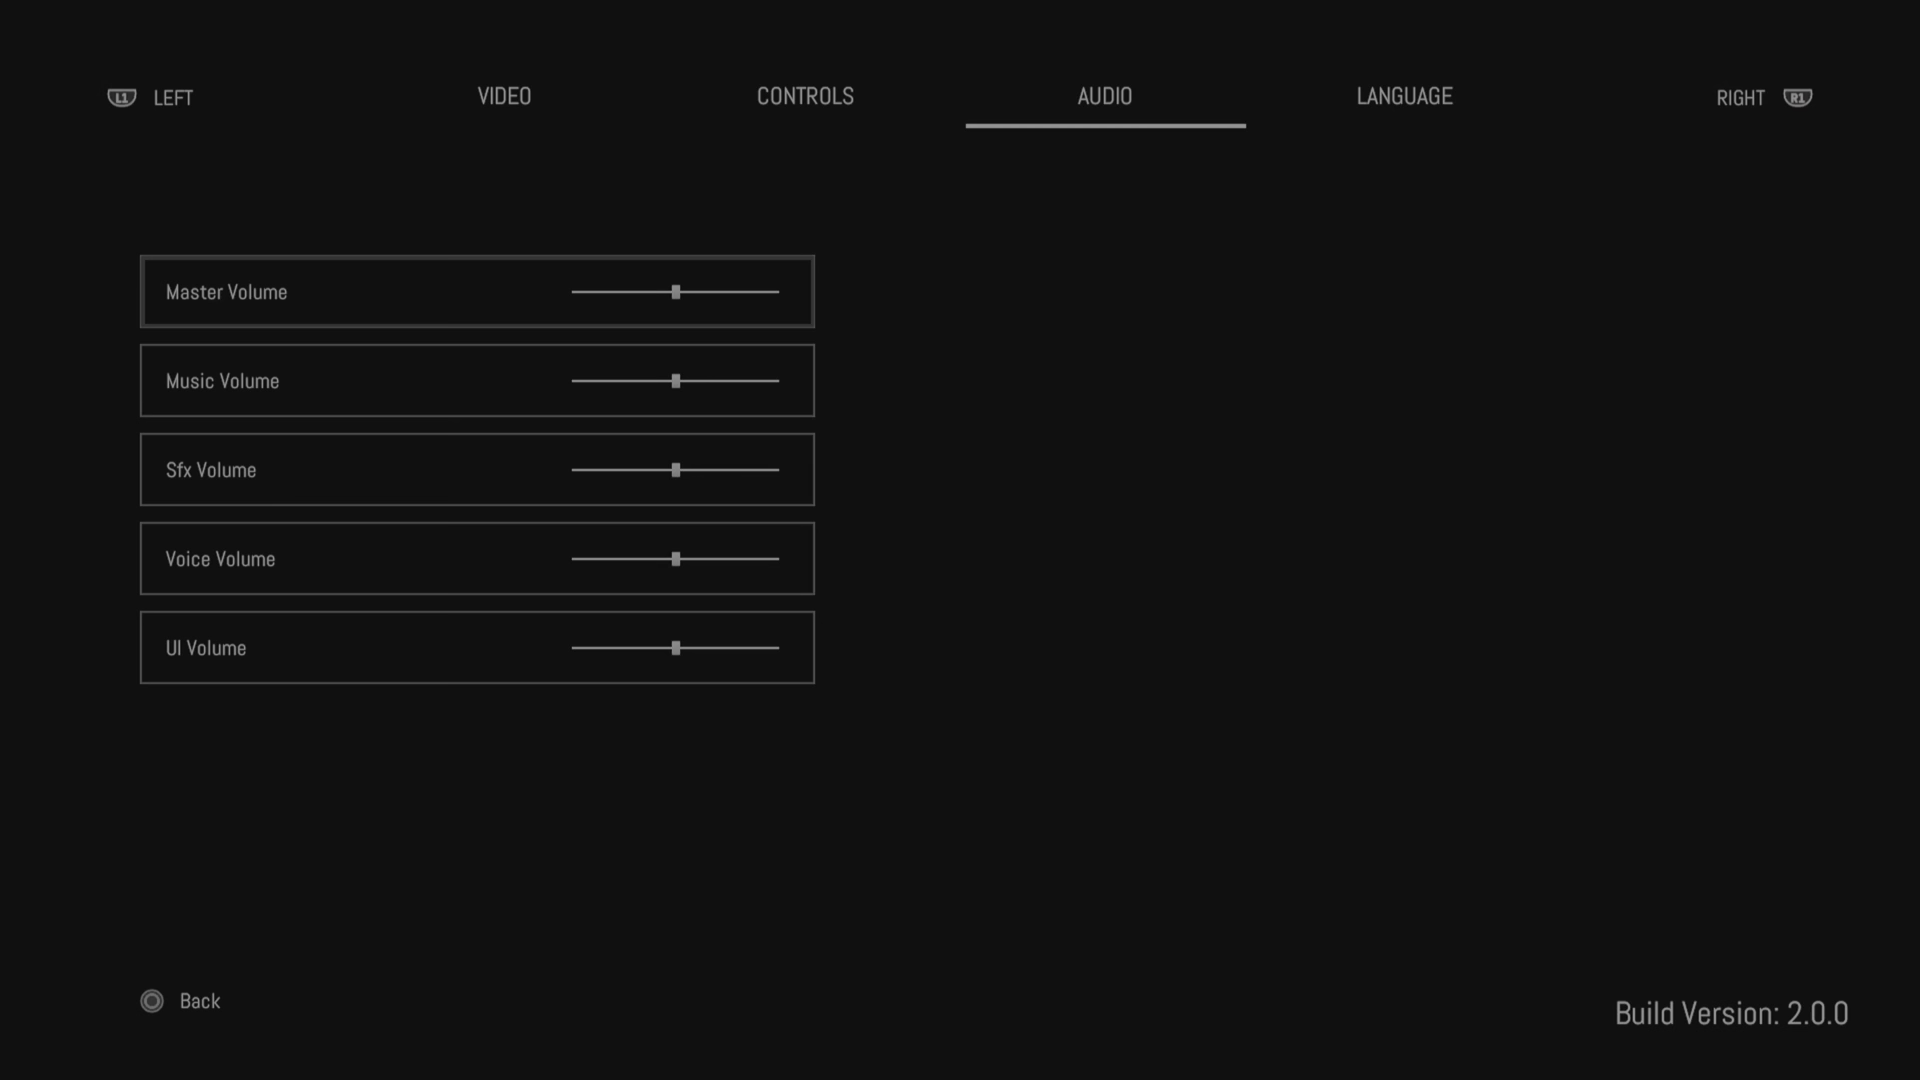 L1 LEFT VIDEO CONTROLS AUDIO LANGUAGE RIGHT R1
Master Volume
Music Volume
Sfx Volume
Voice Volume
UI Volume
Back
Build Version: 2.0.0